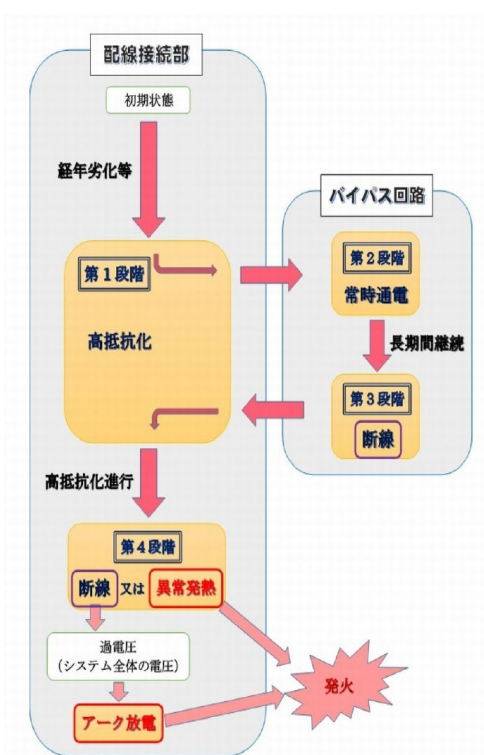 配線接続部
初期状態
経年劣化等
バイパス回路
第1段階
高抵抗化
第2段階
常時通電
長期間継続
第3段階
断線
高抵抗化進行
第4段階
断線 又は 異常発熱
過電圧
(システム全体の電圧)
アーク放電
発火